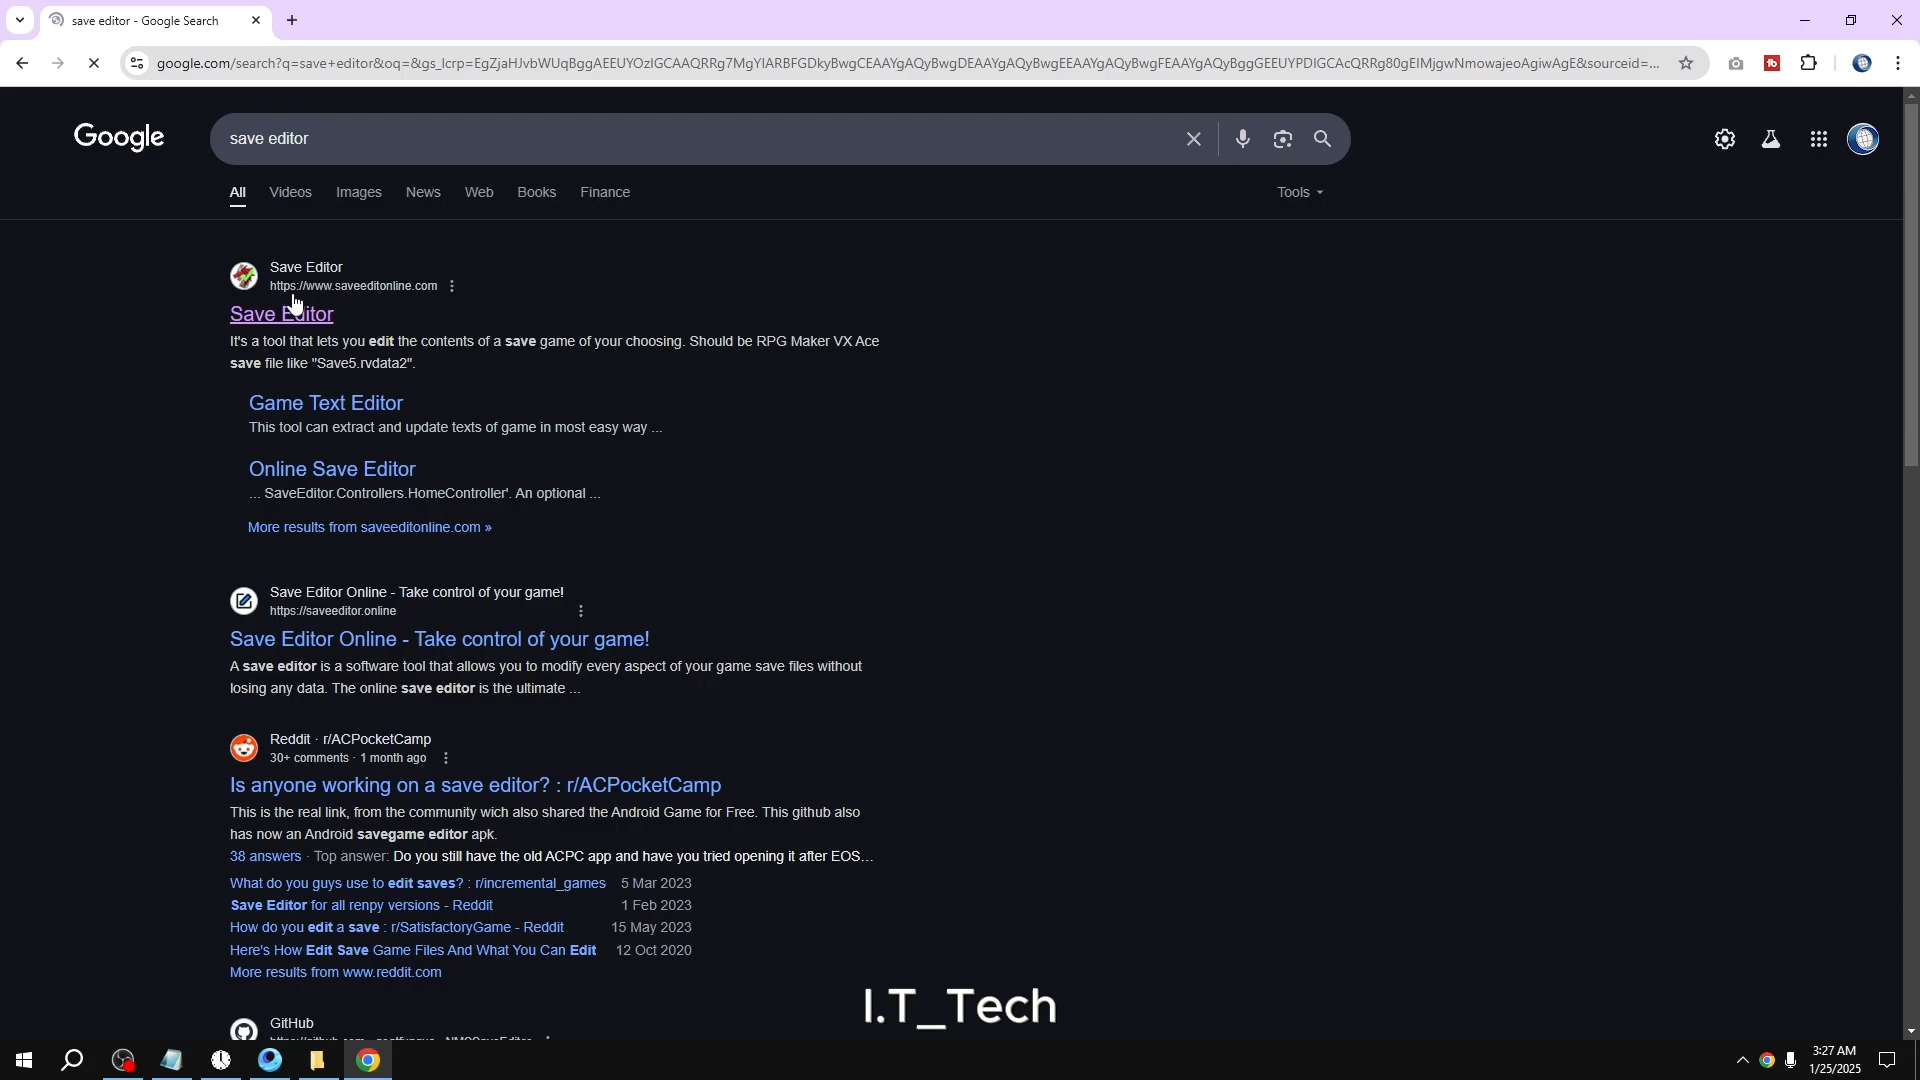 save editor - Google Search
google.com/search?q=save+editor&oq=&gs_lcrp=EgZjaHJvbWUqBggAEEUYOzIGCAAQRRg7MgYIARBFGDkyBwgCEAAYgAQyBwgDEAAYgAQyBwgEEAAYgAQyBwgFEAAYgAQyBggGEEUYPDIGCAcQRRg80gEIMjgwNmowajeoAgiwAgE&sourceid=...
Google
save editor
All Videos Images News Web Books Finance Tools
Save Editor
https://www.saveeditonline.com
Save Editor
It's a tool that lets you edit the contents of a save game of your choosing. Should be RPG Maker VX Ace
save file like "Save5.rvdata2".
Game Text Editor
This tool can extract and update texts of game in most easy way ...
Online Save Editor
... SaveEditor.Controllers.HomeController'. An optional ...
More results from saveeditonline.com »
Save Editor Online - Take control of your game!
https://saveeditor.online
Save Editor Online - Take control of your game!
A save editor is a software tool that allows you to modify every aspect of your game save files without
losing any data. The online save editor is the ultimate ...
Reddit · r/ACPocketCamp
30+ comments · 1 month ago
Is anyone working on a save editor? : r/ACPocketCamp
This is the real link, from the community wich also shared the Android Game for Free. This github also
has now an Android savegame editor apk.
38 answers · Top answer: Do you still have the old ACPC app and have you tried opening it after EOS...
What do you guys use to edit saves? : r/incremental_games 5 Mar 2023
Save Editor for all renpy versions - Reddit 1 Feb 2023
How do you edit a save : r/SatisfactoryGame - Reddit 15 May 2023
Here's How Edit Save Game Files And What You Can Edit 12 Oct 2020
More results from www.reddit.com
I.T_Tech
GitHub
3:27 AM
1/25/2025